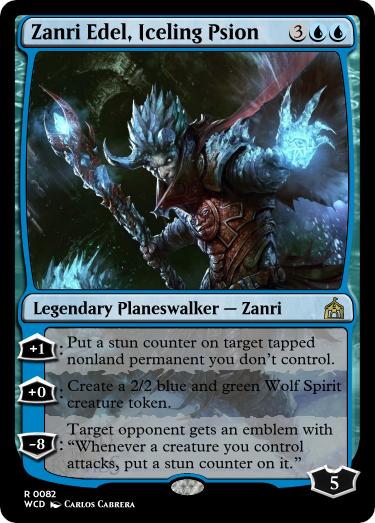 Zanri Edel, Iceling Psion 3
Legendary Planeswalker — Zanri
+1: Put a stun counter on target tapped
nonland permanent you don't control.
+0: Create a 2/2 blue and green Wolf Spirit
creature token.
-8: Target opponent gets an emblem with
"Whenever a creature you control
attacks, put a stun counter on it."
5
R 0082
WCD CARLOS CABRERA